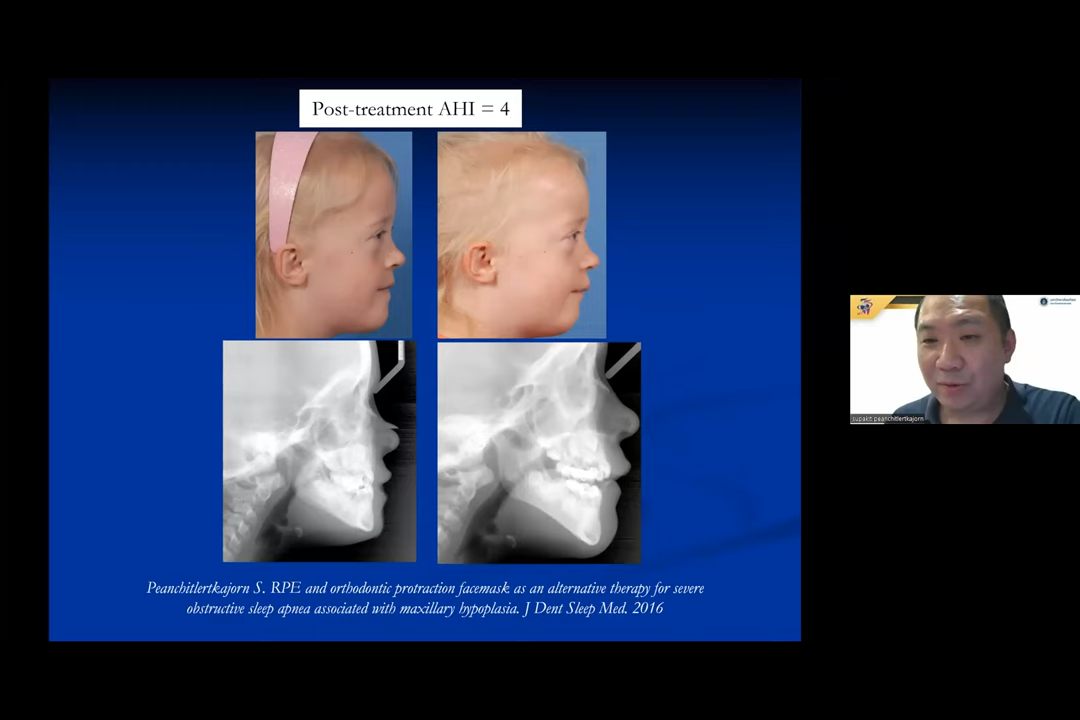 Post-treatment AHI = 4
supakit peanchitlertkajorn
Peanchitlertkajorn S. RPE and orthodontic protraction facemask as an alternative therapy for severe
obstructive sleep apnea associated with maxillary hypoplasia. J Dent Sleep Med. 2016